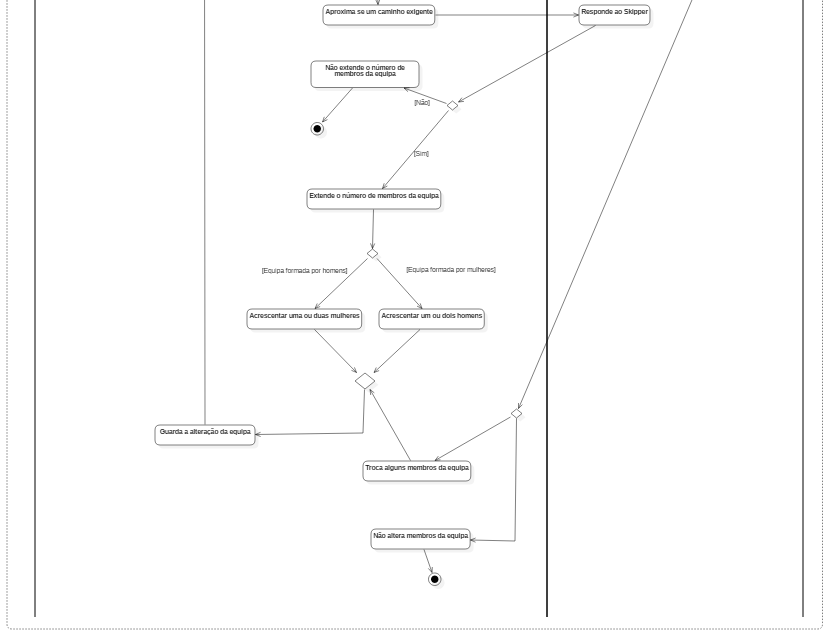 Aproxima se um caminho exigente
Responde ao Skipper
Não extende o número de
membros da equipa
[Não]
[Sim]
Extende o número de membros da equipa
[Equipa formada por homens]
[Equipa formada por mulheres]
Acrescentar uma ou duas mulheres
Acrescentar um ou dois homens
Guarda a alteração da equipa
Troca alguns membros da equipa
Não altera membros da equipa